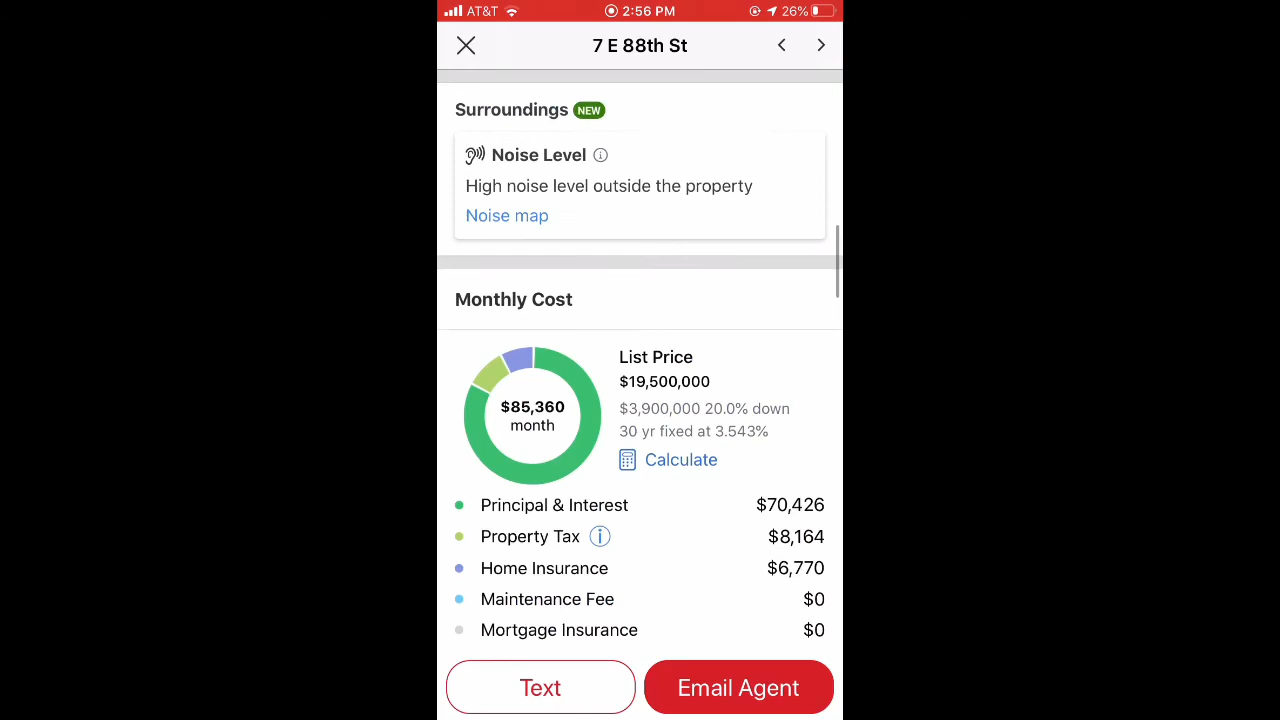 AT&T 2:56 PM 26%
7 E 88th St
Surroundings NEW
Noise Level
High noise level outside the property
Noise map
Monthly Cost
$85,360
month
List Price
$19,500,000
$3,900,000 20.0% down
30 yr fixed at 3.543%
Calculate
Principal & Interest $70,426
Property Tax $8,164
Home Insurance $6,770
Maintenance Fee $0
Mortgage Insurance $0
Text Email Agent